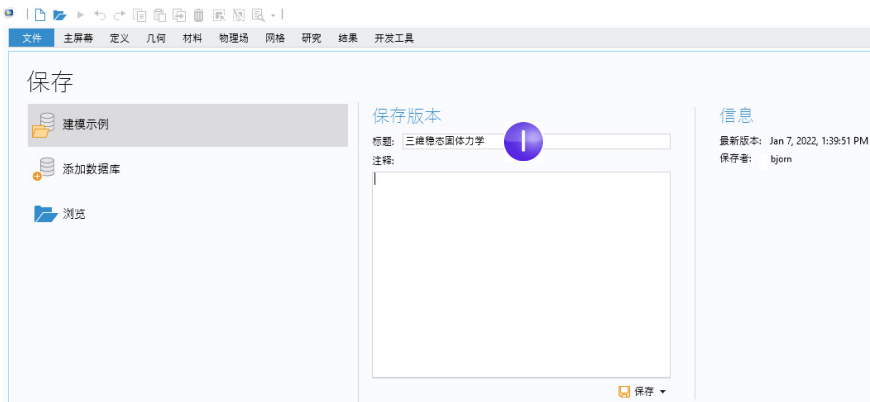 文件 主屏幕 定义 几何 材料 物理场 网格 研究 结果 开发工具
保存
建模示例
添加数据库
浏览
保存版本
标题: 三维稳态固体力学
注释:
保存
信息
最新版本: Jan 7, 2022, 1:39:51 PM
保存者: bjorn